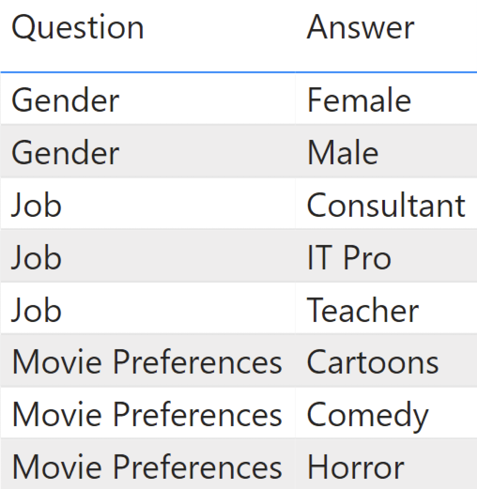 Question Answer
Gender Female
Gender Male
Job Consultant
Job IT Pro
Job Teacher
Movie Preferences Cartoons
Movie Preferences Comedy
Movie Preferences Horror